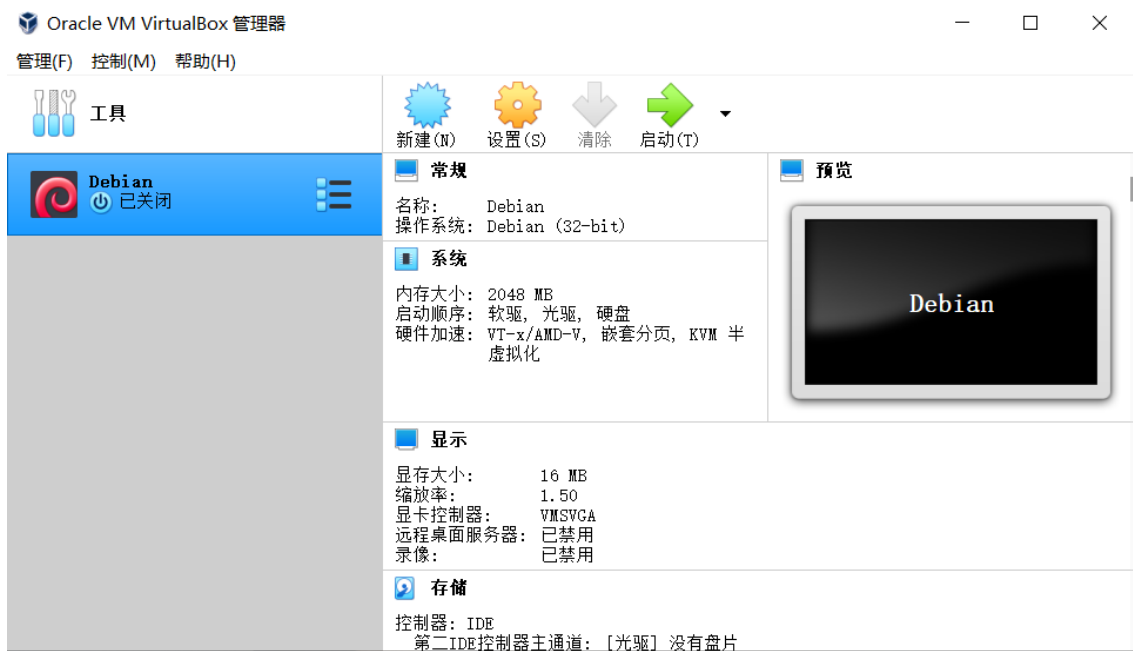 Oracle VM VirtualBox 管理器
管理(F) 控制(M) 帮助(H)
工具
新建(N) 设置(S) 清除 启动(T)
Debian
已关闭
常规
名称: Debian
操作系统: Debian (32-bit)
预览
Debian
系统
内存大小: 2048 MB
启动顺序: 软驱, 光驱, 硬盘
硬件加速: VT-x/AMD-V, 嵌套分页, KVM 半
虚拟化
显示
显存大小: 16 MB
缩放率: 1.50
显卡控制器: VMSVGA
远程桌面服务器: 已禁用
录像: 已禁用
存储
控制器: IDE
第二IDE控制器主通道: [光驱] 没有盘片